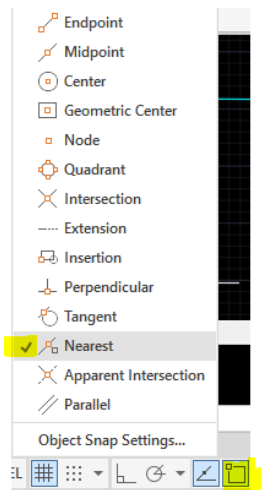 Endpoint
Midpoint
Center
Geometric Center
Node
Quadrant
Intersection
Extension
Insertion
Perpendicular
Tangent
Nearest
Apparent Intersection
Parallel
Object Snap Settings...
EL